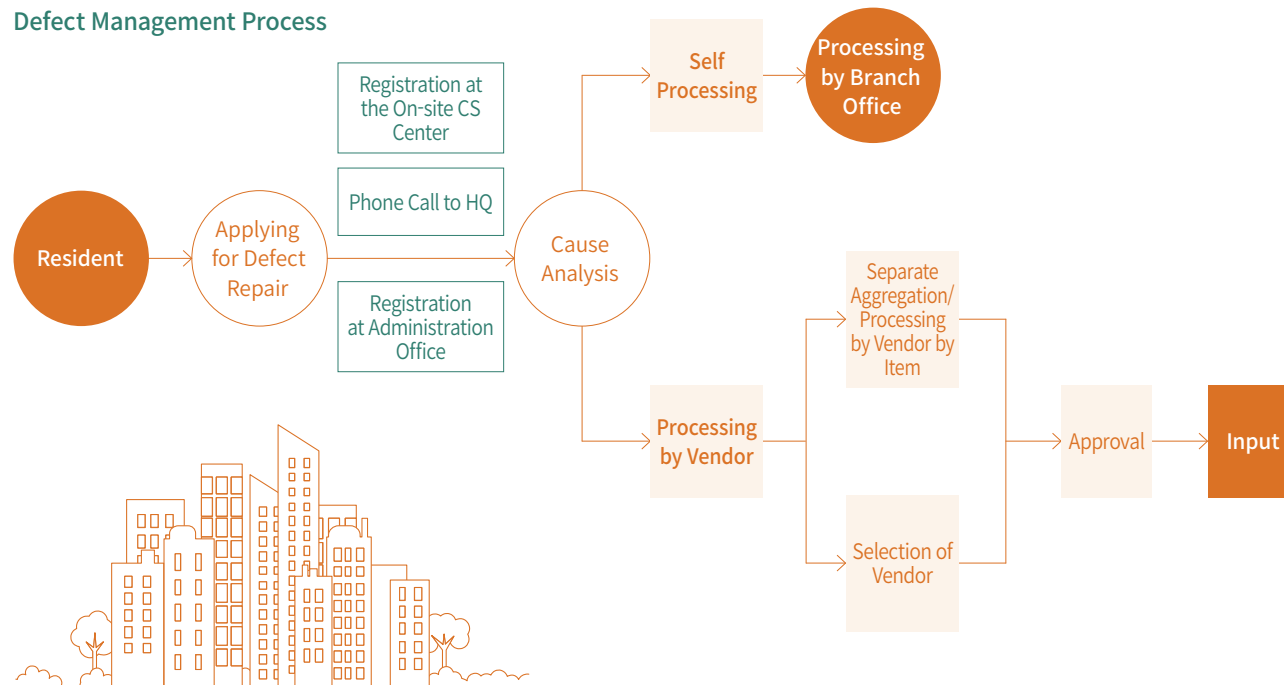 Defect Management Process
Resident
Applying
for Defect
Repair
Registration at
the On-site CS
Center
Phone Call to HQ
Registration
at Administration
Office
Cause
Analysis
Self
Processing
Processing
by Branch
Office
Processing
by Vendor
Separate
Aggregation/
Processing
by Vendor by
Item
Selection of
Vendor
Approval
Input